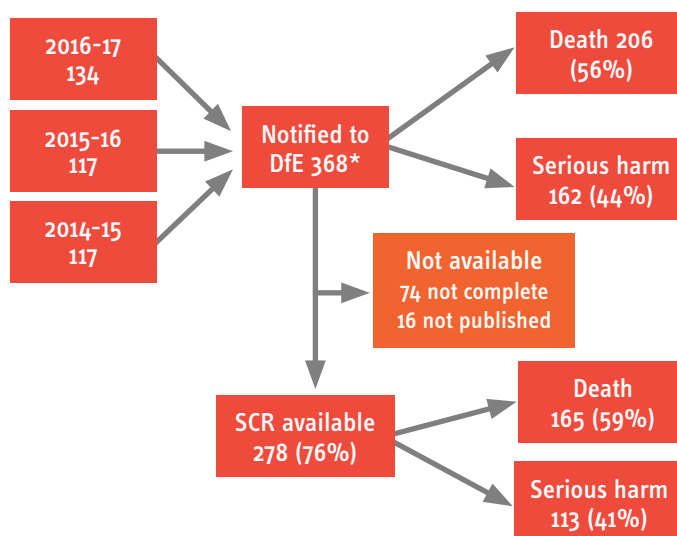 2016-17
134
2015-16
117
2014-15
117
Notified to
DfE 368*
Death 206
(56%)
Serious harm
162 (44%)
Not available
74 not complete
16 not published
SCR available
278 (76%)
Death
165 (59%)
Serious harm
113 (41%)